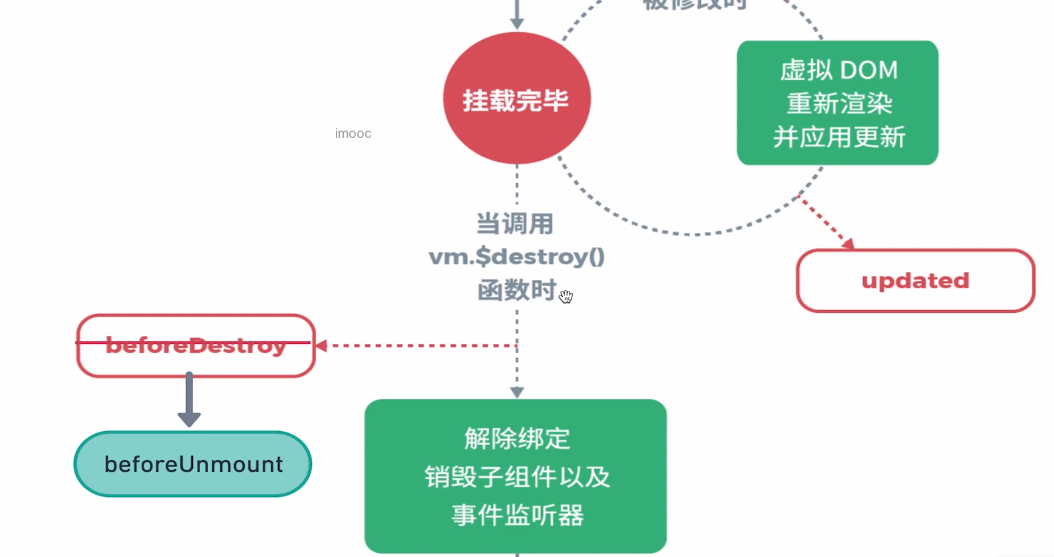 被修改时
挂载完毕
虚拟 DOM
重新渲染
并应用更新
imooc
当调用
vm.$destroy()
函数时
updated
beforeDestroy
beforeUnmount
解除绑定
销毁子组件以及
事件监听器